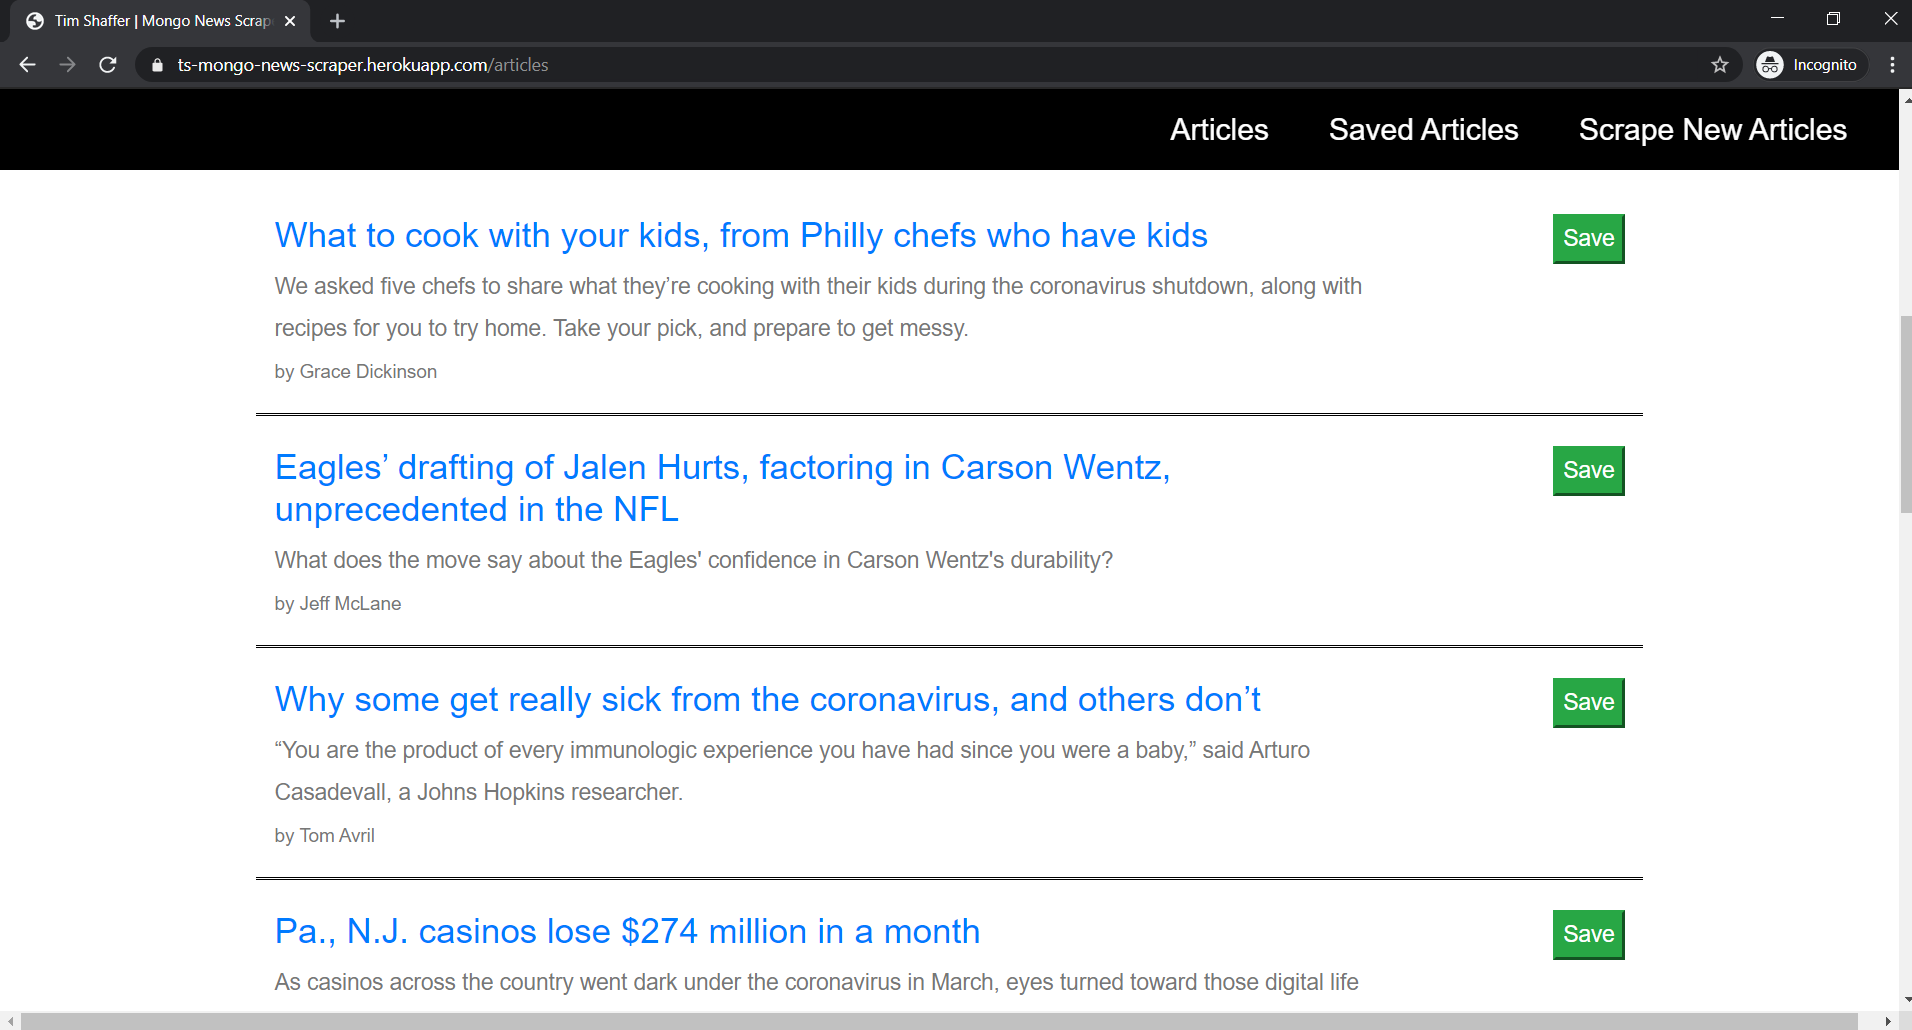 Tim Shaffer | Mongo News Scrap
ts-mongo-news-scraper.herokuapp.com/articles
Incognito
Articles Saved Articles Scrape New Articles
What to cook with your kids, from Philly chefs who have kids
Save
We asked five chefs to share what they’re cooking with their kids during the coronavirus shutdown, along with
recipes for you to try home. Take your pick, and prepare to get messy.
by Grace Dickinson
Eagles’ drafting of Jalen Hurts, factoring in Carson Wentz,
unprecedented in the NFL
Save
What does the move say about the Eagles' confidence in Carson Wentz's durability?
by Jeff McLane
Why some get really sick from the coronavirus, and others don’t
Save
“You are the product of every immunologic experience you have had since you were a baby,” said Arturo
Casadevall, a Johns Hopkins researcher.
by Tom Avril
Pa., N.J. casinos lose $274 million in a month
Save
As casinos across the country went dark under the coronavirus in March, eyes turned toward those digital life